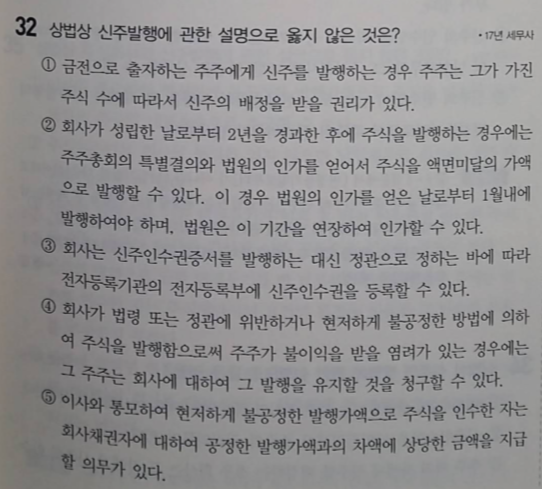 32 상법상 신주발행에 관한 설명으로 옳지 않은 것은? • 17년 세무사
① 금전으로 출자하는 주주에게 신주를 발행하는 경우 주주는 그가 가진
주식 수에 따라서 신주의 배정을 받을 권리가 있다.
② 회사가 성립한 날로부터 2년을 경과한 후에 주식을 발행하는 경우에는
주주총회의 특별결의와 법원의 인가를 얻어서 주식을 액면미달의 가액
으로 발행할 수 있다. 이 경우 법원의 인가를 얻은 날로부터 1월내에
발행하여야 하며, 법원은 이 기간을 연장하여 인가할 수 있다.
③ 회사는 신주인수권증서를 발행하는 대신 정관으로 정하는 바에 따라
전자등록기관의 전자등록부에 신주인수권을 등록할 수 있다.
④ 회사가 법령 또는 정관에 위반하거나 현저하게 불공정한 방법에 의하
여 주식을 발행함으로써 주주가 불이익을 받을 염려가 있는 경우에는
그 주주는 회사에 대하여 그 발행을 유지할 것을 청구할 수 있다.
⑤ 이사와 통모하여 현저하게 불공정한 발행가액으로 주식을 인수한 자는
회사채권자에 대하여 공정한 발행가액과의 차액에 상당한 금액을 지급
할 의무가 있다.